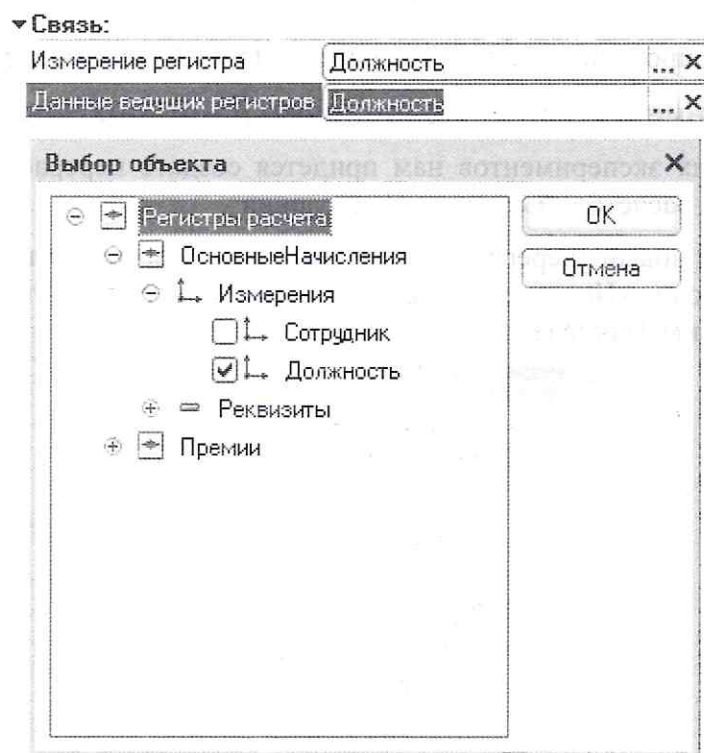 Связь:
Измерение регистра Должность ... ×
Данные ведущих регистров Должность ... ×
Выбор объекта ×
Регистры расчета ОК
ОсновныеНачисления Отмена
Измерения
Сотрудник
Должность
Реквизиты
Премии